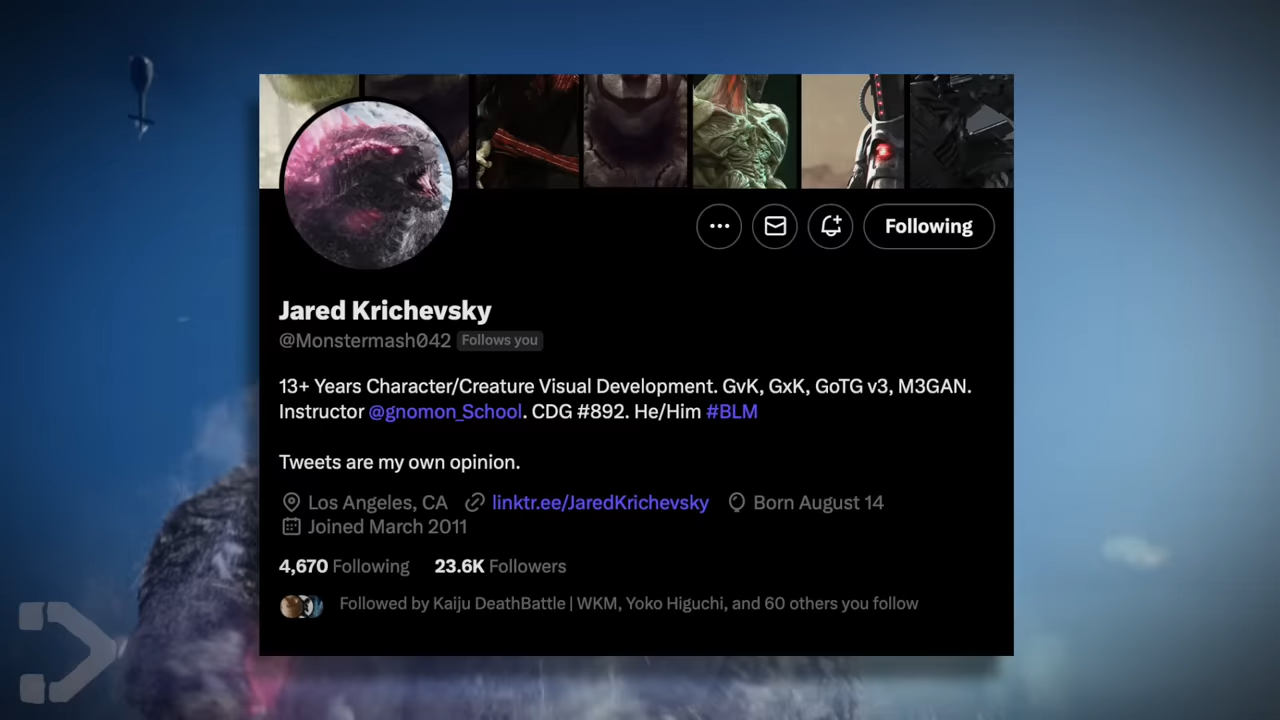 Following
Jared Krichevsky
@Monstermash042 Follows you
13+ Years Character/Creature Visual Development. GvK, GxK, GoTG v3, M3GAN.
Instructor @gnomon_School. CDG #892. He/Him #BLM
Tweets are my own opinion.
Los Angeles, CA linktr.ee/JaredKrichevsky Born August 14
Joined March 2011
4,670 Following 23.6K Followers
Followed by Kaiju DeathBattle | WKM, Yoko Higuchi, and 60 others you follow